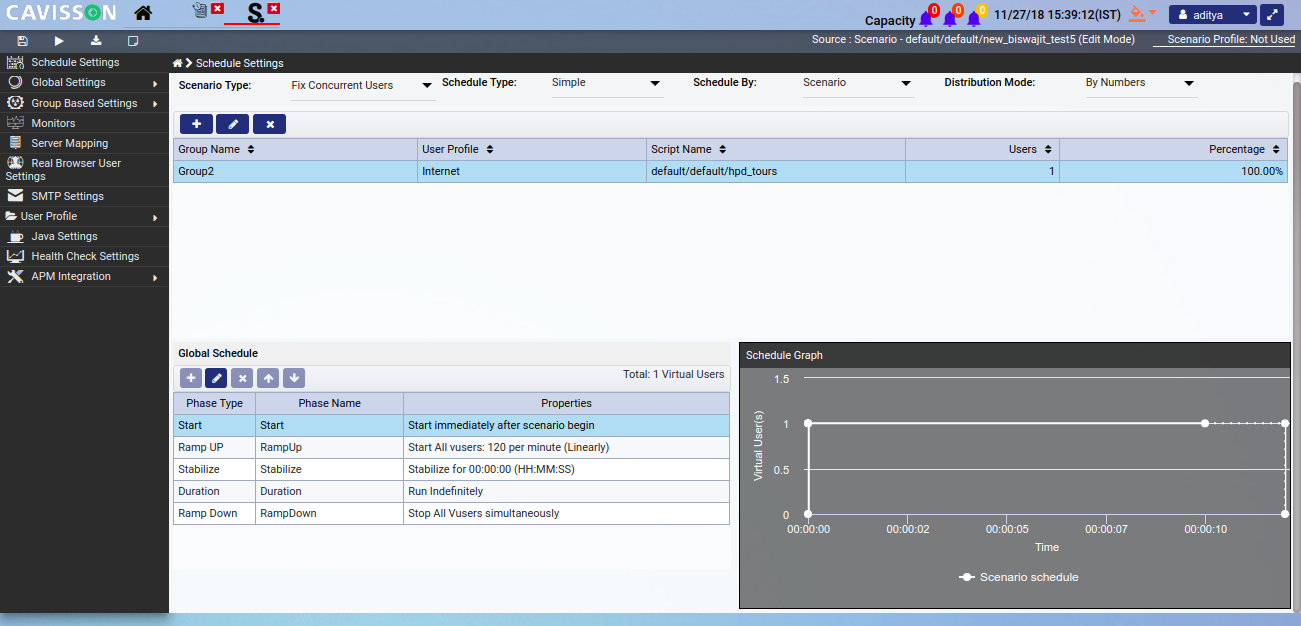 CAVISSON
S.
Capacity 0 0 0 11/27/18 15:39:12(IST) aditya
Source : Scenario - default/default/new_biswajit_test5 (Edit Mode) Scenario Profile: Not Used
Schedule Settings
Global Settings
Group Based Settings
Monitors
Server Mapping
Real Browser User
Settings
SMTP Settings
User Profile
Java Settings
Health Check Settings
APM Integration
Schedule Settings
Scenario Type: Fix Concurrent Users Schedule Type: Simple Schedule By: Scenario Distribution Mode: By Numbers
Group Name User Profile Script Name Users Percentage
Group2 Internet default/default/hpd_tours 1 100.00%
Global Schedule
Total: 1 Virtual Users
Phase Type Phase Name Properties
Start Start Start immediately after scenario begin
Ramp UP RampUp Start All vusers: 120 per minute (Linearly)
Stabilize Stabilize Stabilize for 00:00:00 (HH:MM:SS)
Duration Duration Run Indefinitely
Ramp Down RampDown Stop All Vusers simultaneously
Schedule Graph
1.5
1
0.5
0
Virtual User(s)
00:00:00 00:00:02 00:00:05 00:00:07 00:00:10
Time
Scenario schedule